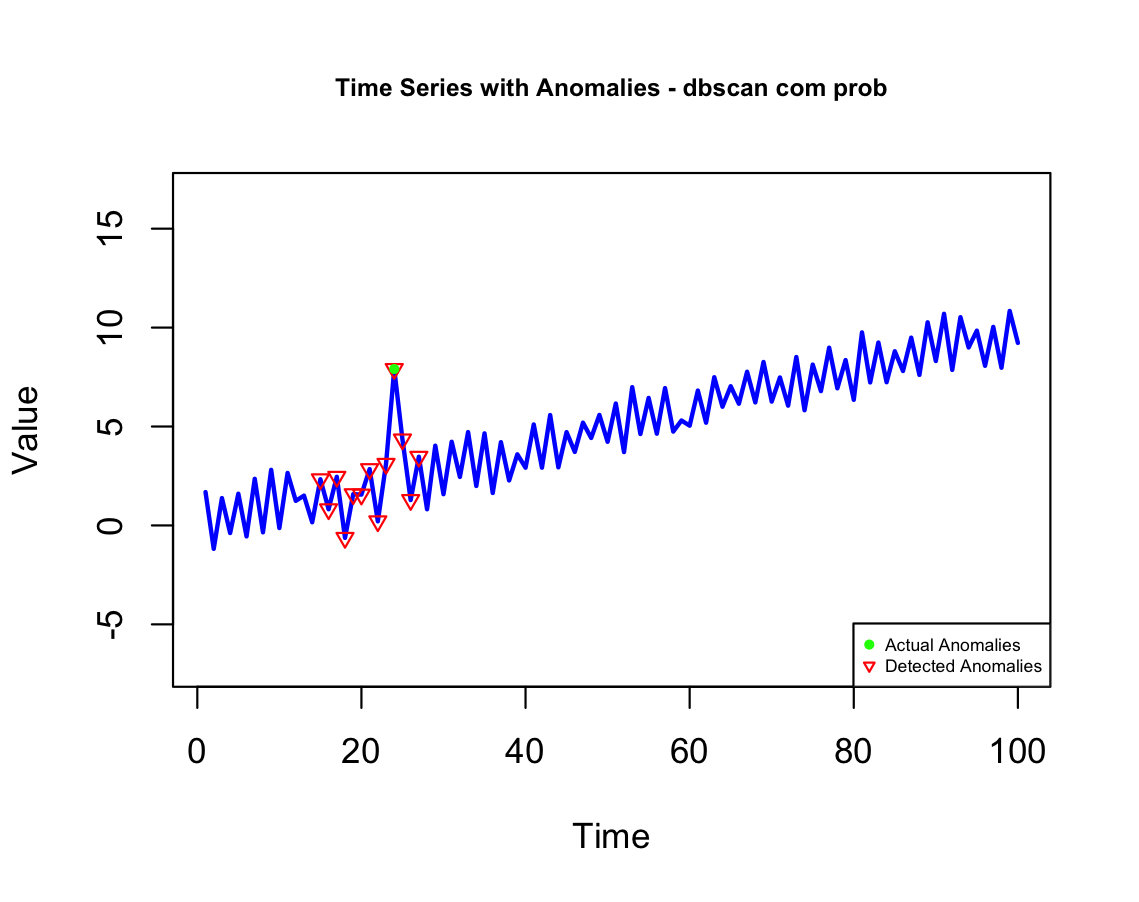 Time Series with Anomalies - dbscan com prob
Value
15
10
5
0
-5
0 20 40 60 80 100
Time
Actual Anomalies
Detected Anomalies